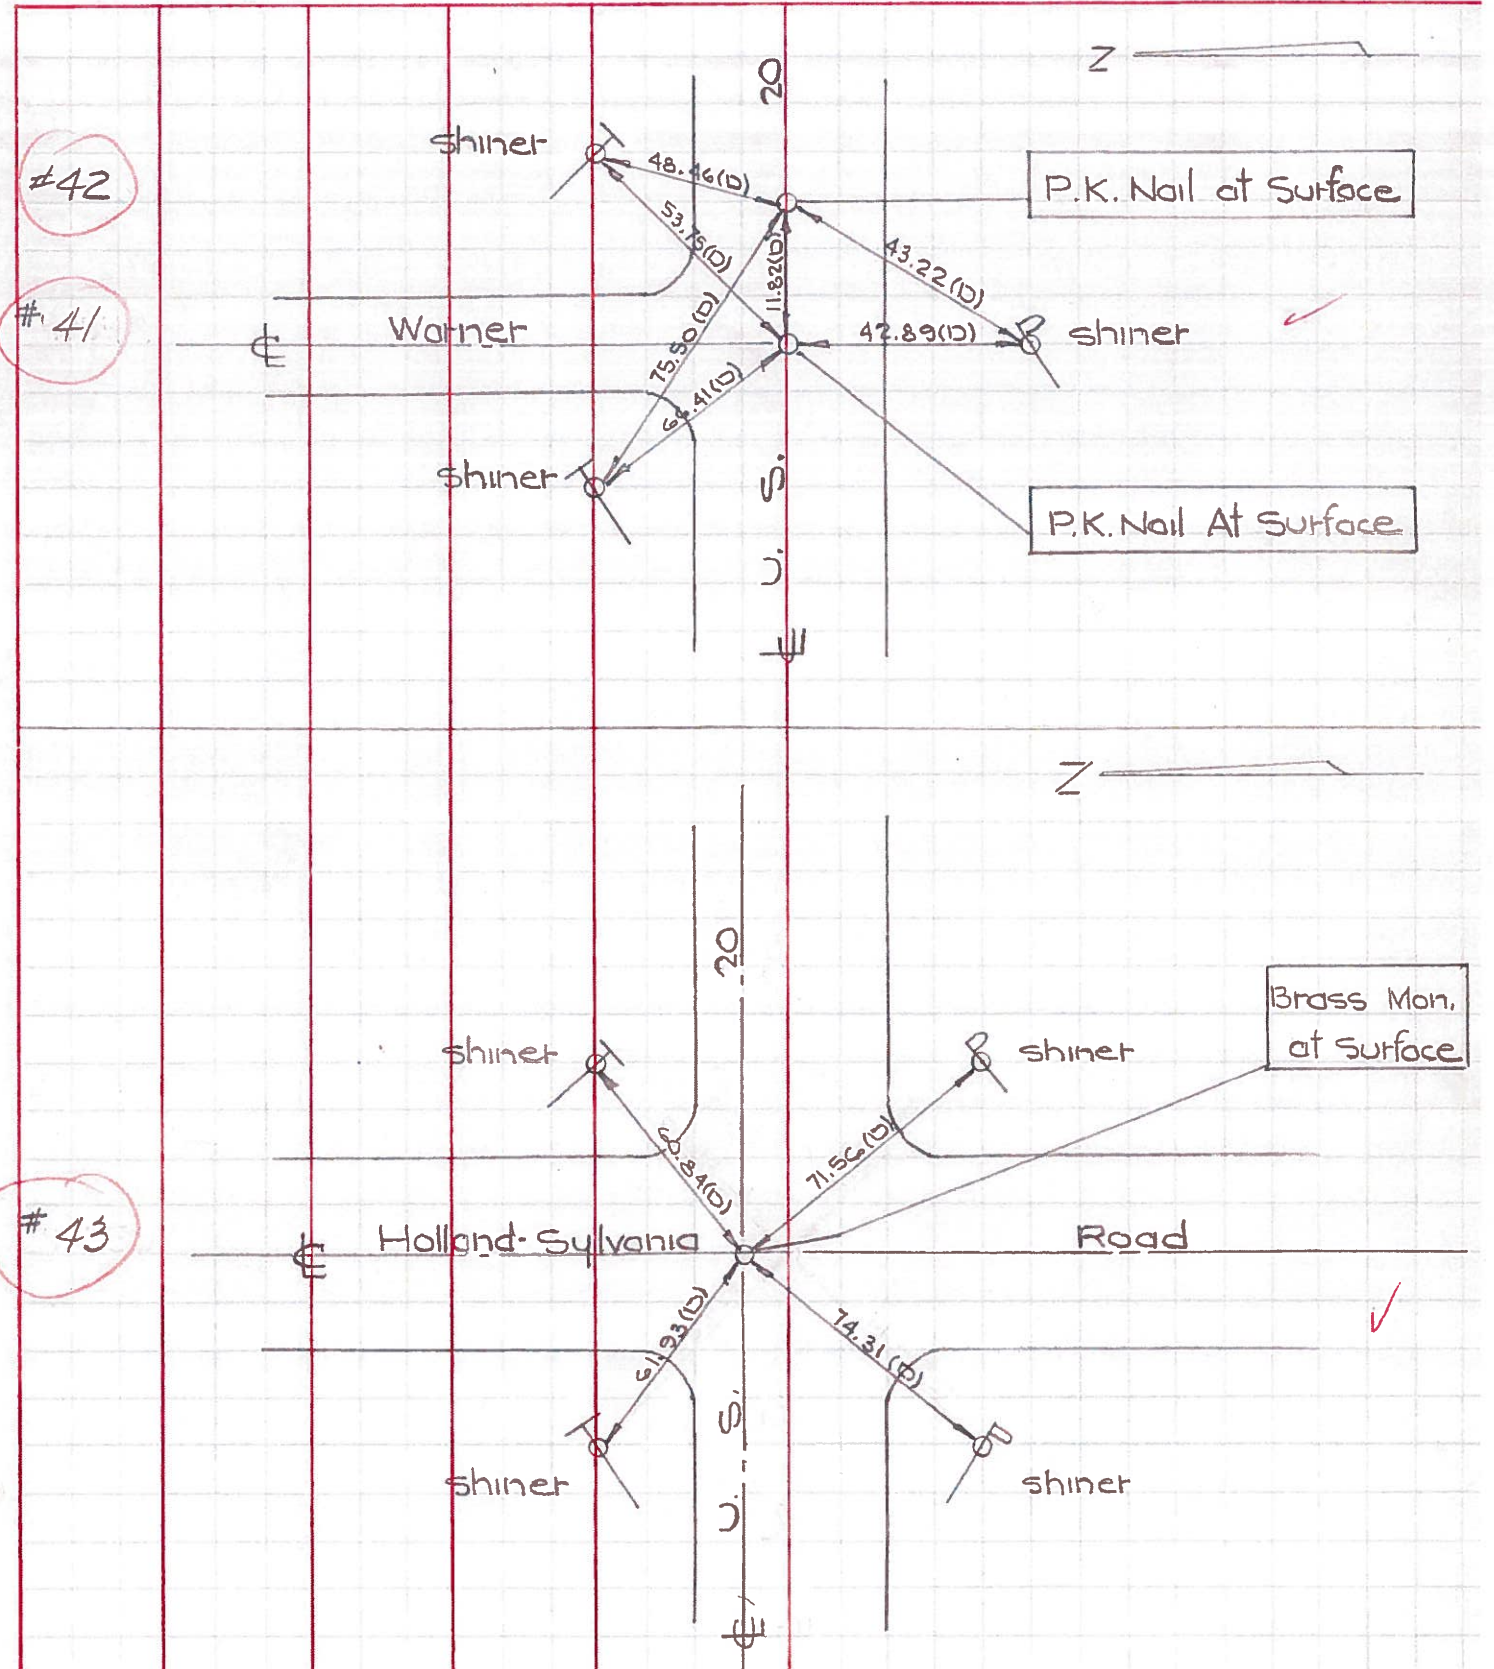 Z
20
shiner
#42
48.46(D)
P.K. Nail at Surface
53.75(D)
11.82(D)
43.22(D)
#41
℄
Warner
42.89(D)
shiner
75.50(D)
shiner
P.K. Nail At Surface
U. S.
℄
Z
20
Brass Mon.
at Surface
shiner
shiner
60.84(D)
71.56(D)
#43
℄
Holland-Sylvania
Road
61.93(D)
74.31(D)
shiner
shiner
U. S.
℄